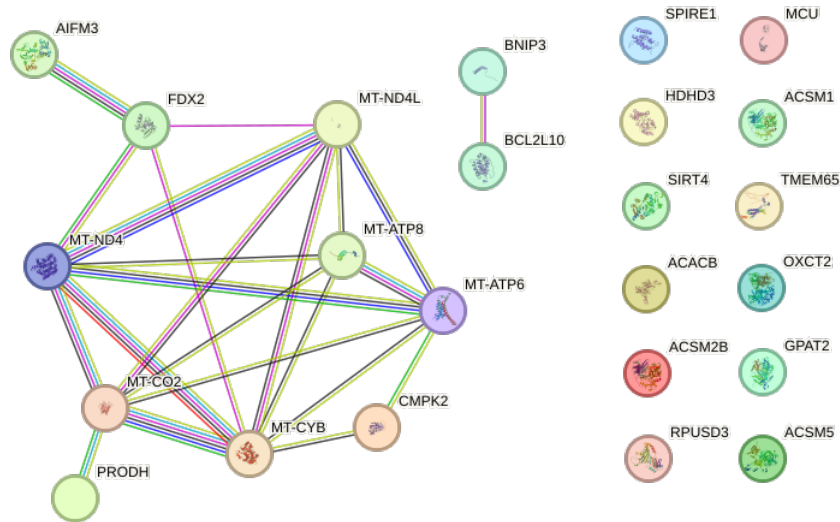 AIFM3
SPIRE1
MCU
BNIP3
FDX2
MT-ND4L
HDHD3
ACSM1
BCL2L10
SIRT4
TMEM65
MT-ND4
MT-ATP8
ACACB
OXCT2
MT-ATP6
ACSM2B
GPAT2
MT-CO2
CMPK2
MT-CYB
RPUSD3
ACSM5
PRODH